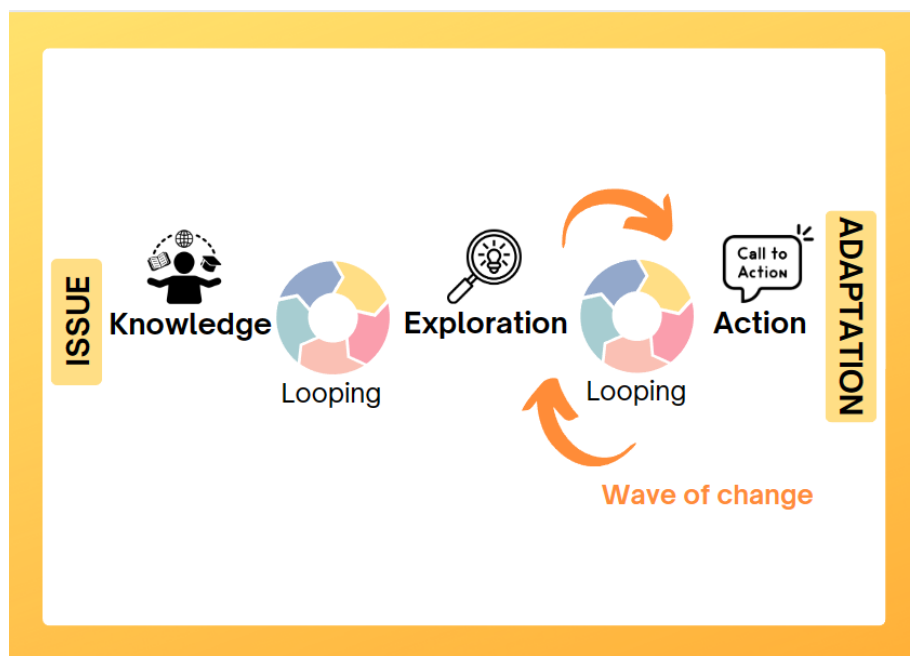 ISSUE
Knowledge
Looping
Exploration
Looping
Call to
Action
Action
ADAPTATION
Wave of change